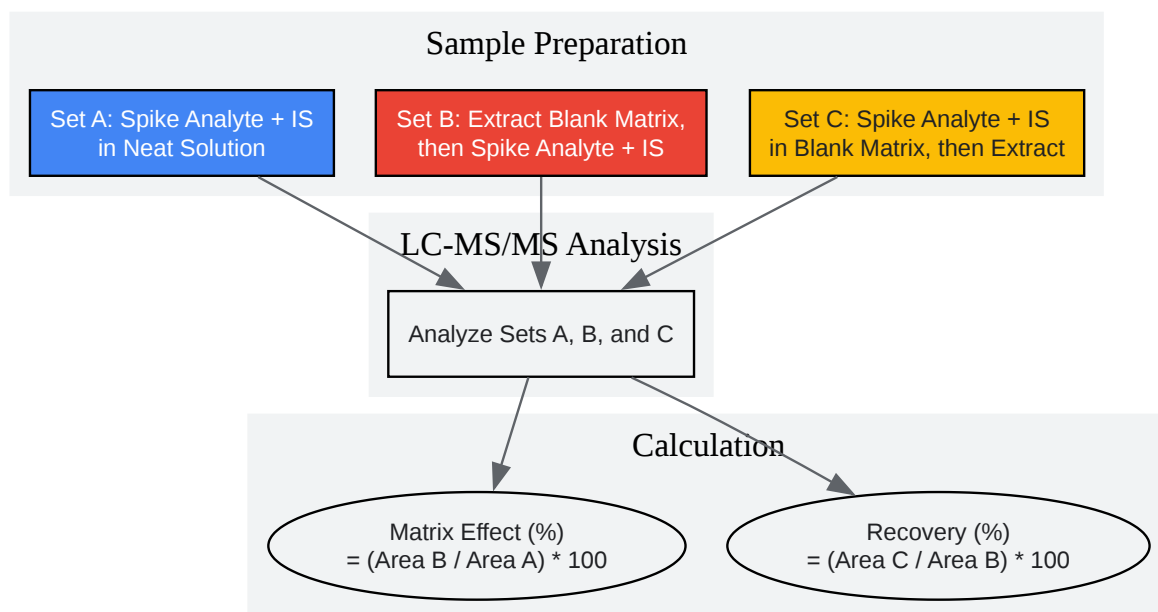 Sample Preparation
Set A: Spike Analyte + IS
in Neat Solution
Set B: Extract Blank Matrix,
then Spike Analyte + IS
Set C: Spike Analyte + IS
in Blank Matrix, then Extract
LC-MS/MS Analysis
Analyze Sets A, B, and C
Calculation
Matrix Effect (%)
= (Area B / Area A) * 100
Recovery (%)
= (Area C / Area B) * 100